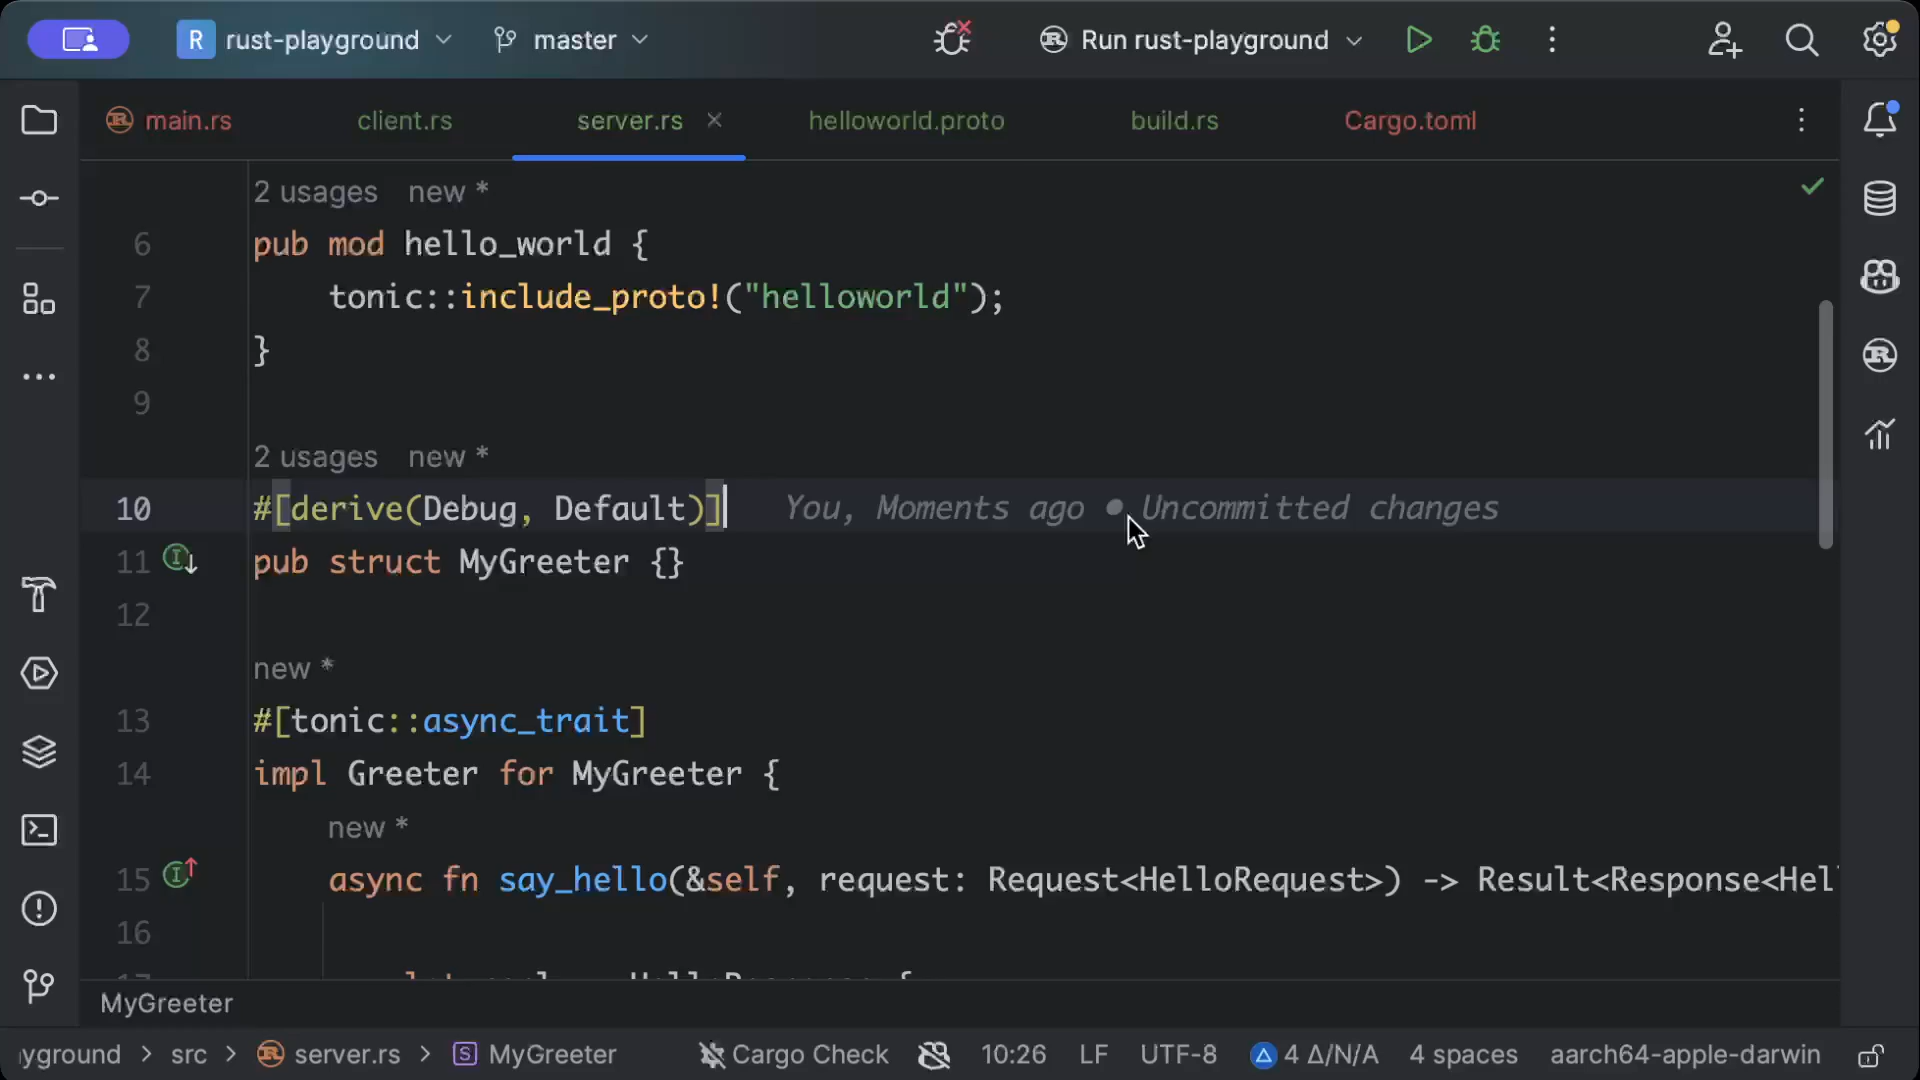 R rust-playground master Run rust-playground
main.rs client.rs server.rs helloworld.proto build.rs Cargo.toml
2 usages new *
6 pub mod hello_world {
7 tonic::include_proto!("helloworld");
8 }
9
2 usages new *
10 #[derive(Debug, Default)] You, Moments ago • Uncommitted changes
11 pub struct MyGreeter {}
12
new *
13 #[tonic::async_trait]
14 impl Greeter for MyGreeter {
new *
15 async fn say_hello(&self, request: Request<HelloRequest>) -> Result<Response<Hel
16
MyGreeter
yground > src > server.rs > S MyGreeter Cargo Check 10:26 LF UTF-8 4 Δ/N/A 4 spaces aarch64-apple-darwin